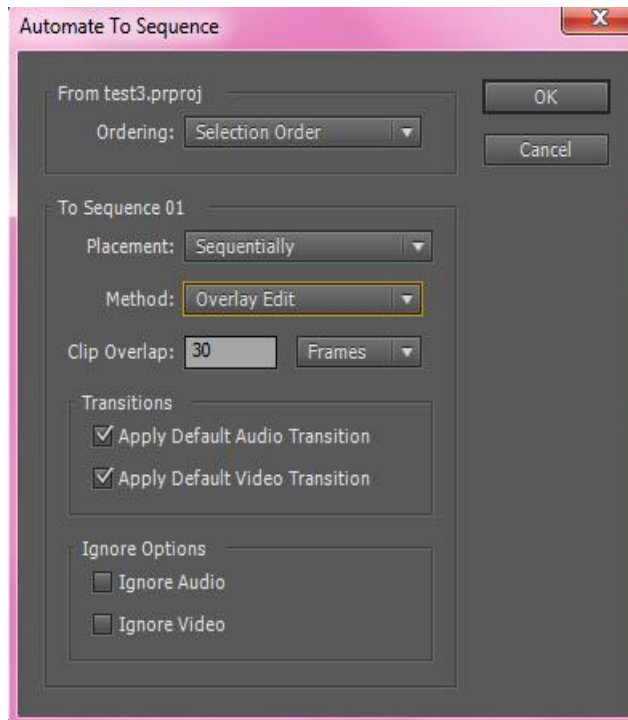 Automate To Sequence
X
From test3.prproj
OK
Ordering: Selection Order
Cancel
To Sequence 01
Placement: Sequentially
Method: Overlay Edit
Clip Overlap: 30 Frames
Transitions
Apply Default Audio Transition
Apply Default Video Transition
Ignore Options
Ignore Audio
Ignore Video